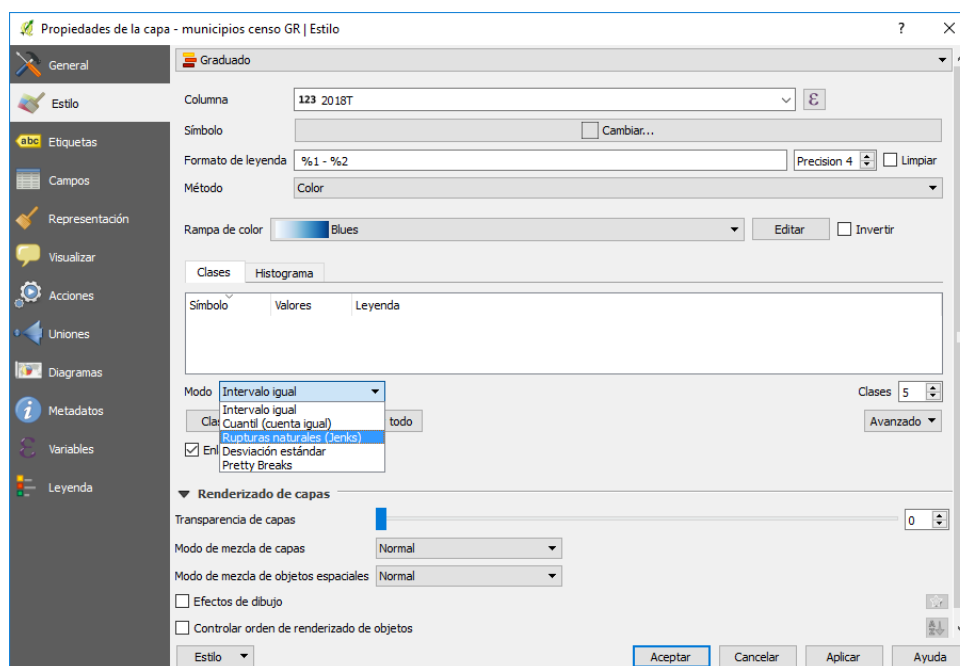 Propiedades de la capa - municipios censo GR | Estilo ?
General
Estilo
abc Etiquetas
Campos
Representación
Visualizar
Acciones
Uniones
Diagramas
Metadatos
Variables
Leyenda
Graduado
Columna 123 2018T ε
Símbolo Cambiar...
Formato de leyenda %1 - %2 Precision 4 Limpiar
Método Color
Rampa de color Blues Editar Invertir
Clases Histograma
Símbolo Valores Leyenda
Modo Intervalo igual Clases 5
Intervalo igual
Cuantil (cuenta igual)
Rupturas naturales (Jenks)
Desviación estándar
Pretty Breaks
Cla todo Avanzado
Enl
Renderizado de capas
Transparencia de capas 0
Modo de mezcla de capas Normal
Modo de mezcla de objetos espaciales Normal
Efectos de dibujo
Controlar orden de renderizado de objetos
Estilo Aceptar Cancelar Aplicar Ayuda